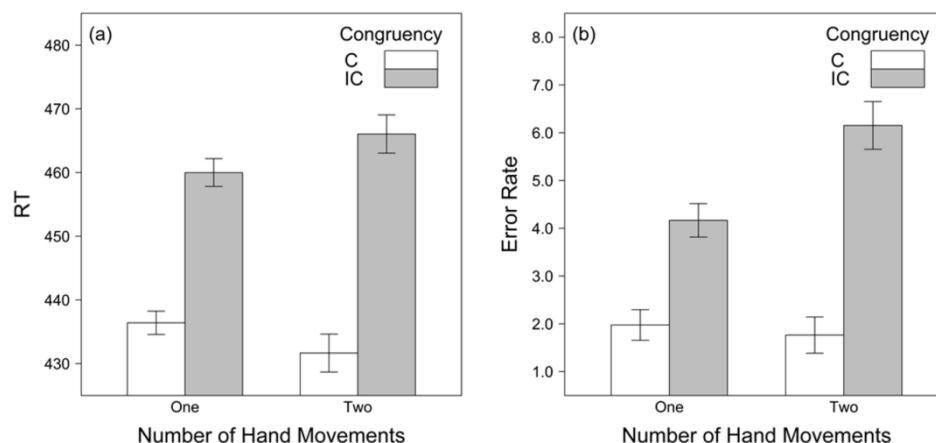 (a)
Congruency
C
IC
480
470
460
450
440
430
RT
One Two
Number of Hand Movements
(b)
Congruency
C
IC
8.0
7.0
6.0
5.0
4.0
3.0
2.0
1.0
Error Rate
One Two
Number of Hand Movements